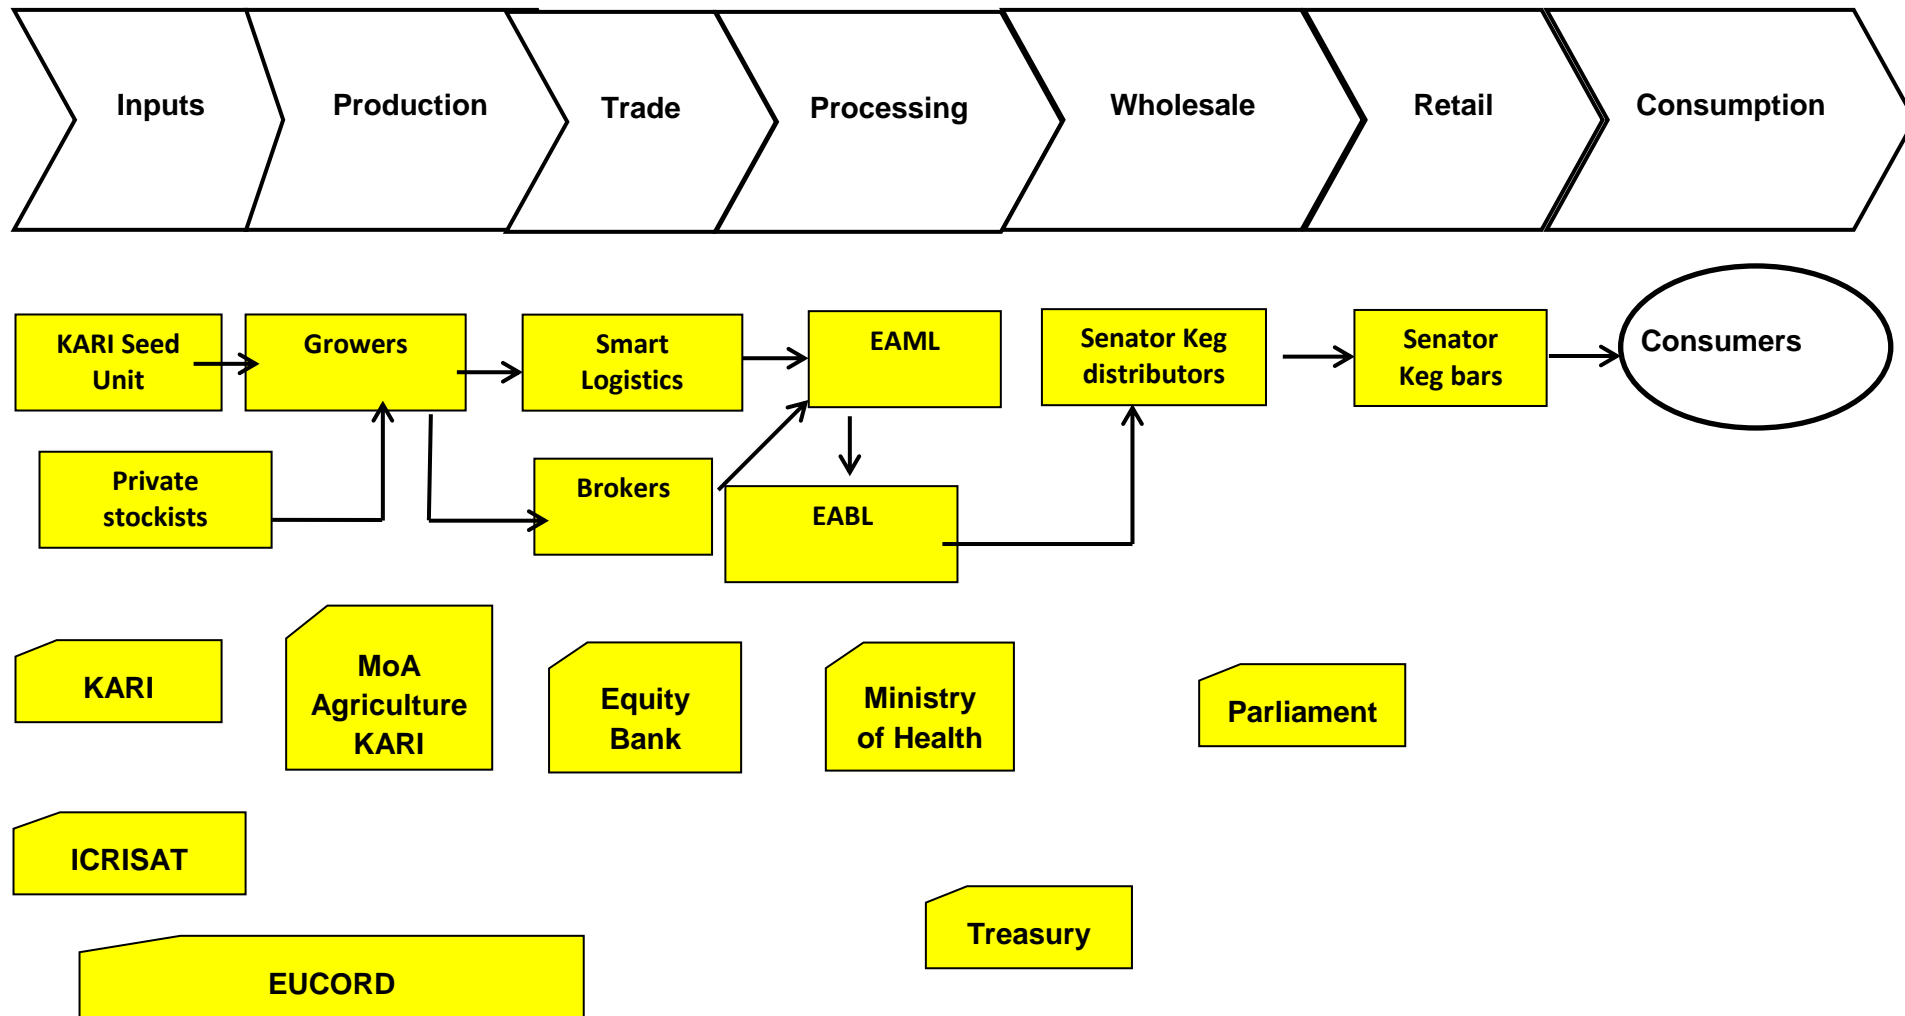 Inputs
Production
Trade
Processing
Wholesale
Retail
Consumption
KARI Seed
Unit
Growers
Smart
Logistics
EAML
Senator Keg
distributors
Senator
Keg bars
Consumers
Private
stockists
Brokers
EABL
KARI
MoA
Agriculture
KARI
Equity
Bank
Ministry
of Health
Parliament
ICRISAT
Treasury
EUCORD